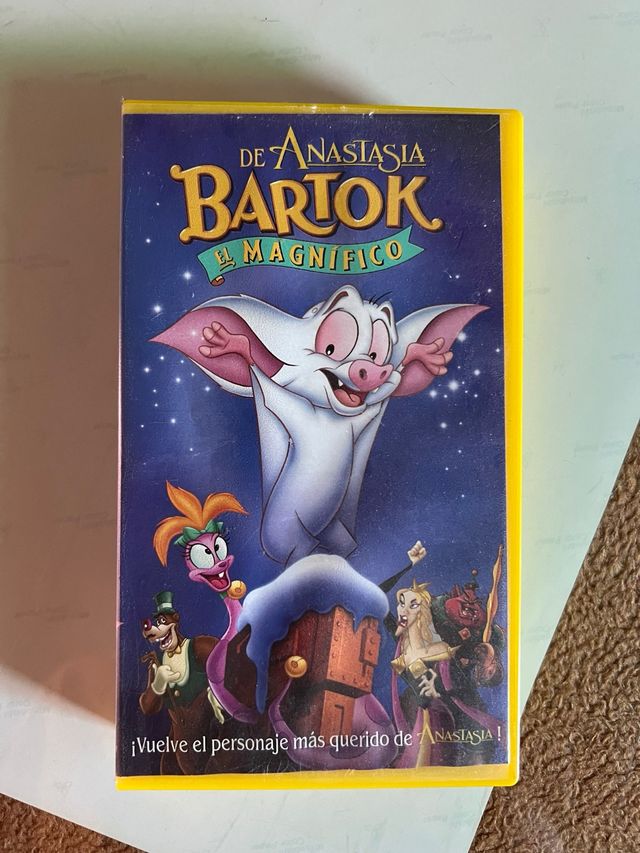 DE ANASTASIA
BARTOK
EL MAGNÍFICO
¡Vuelve el personaje más querido de ANASTASIA!